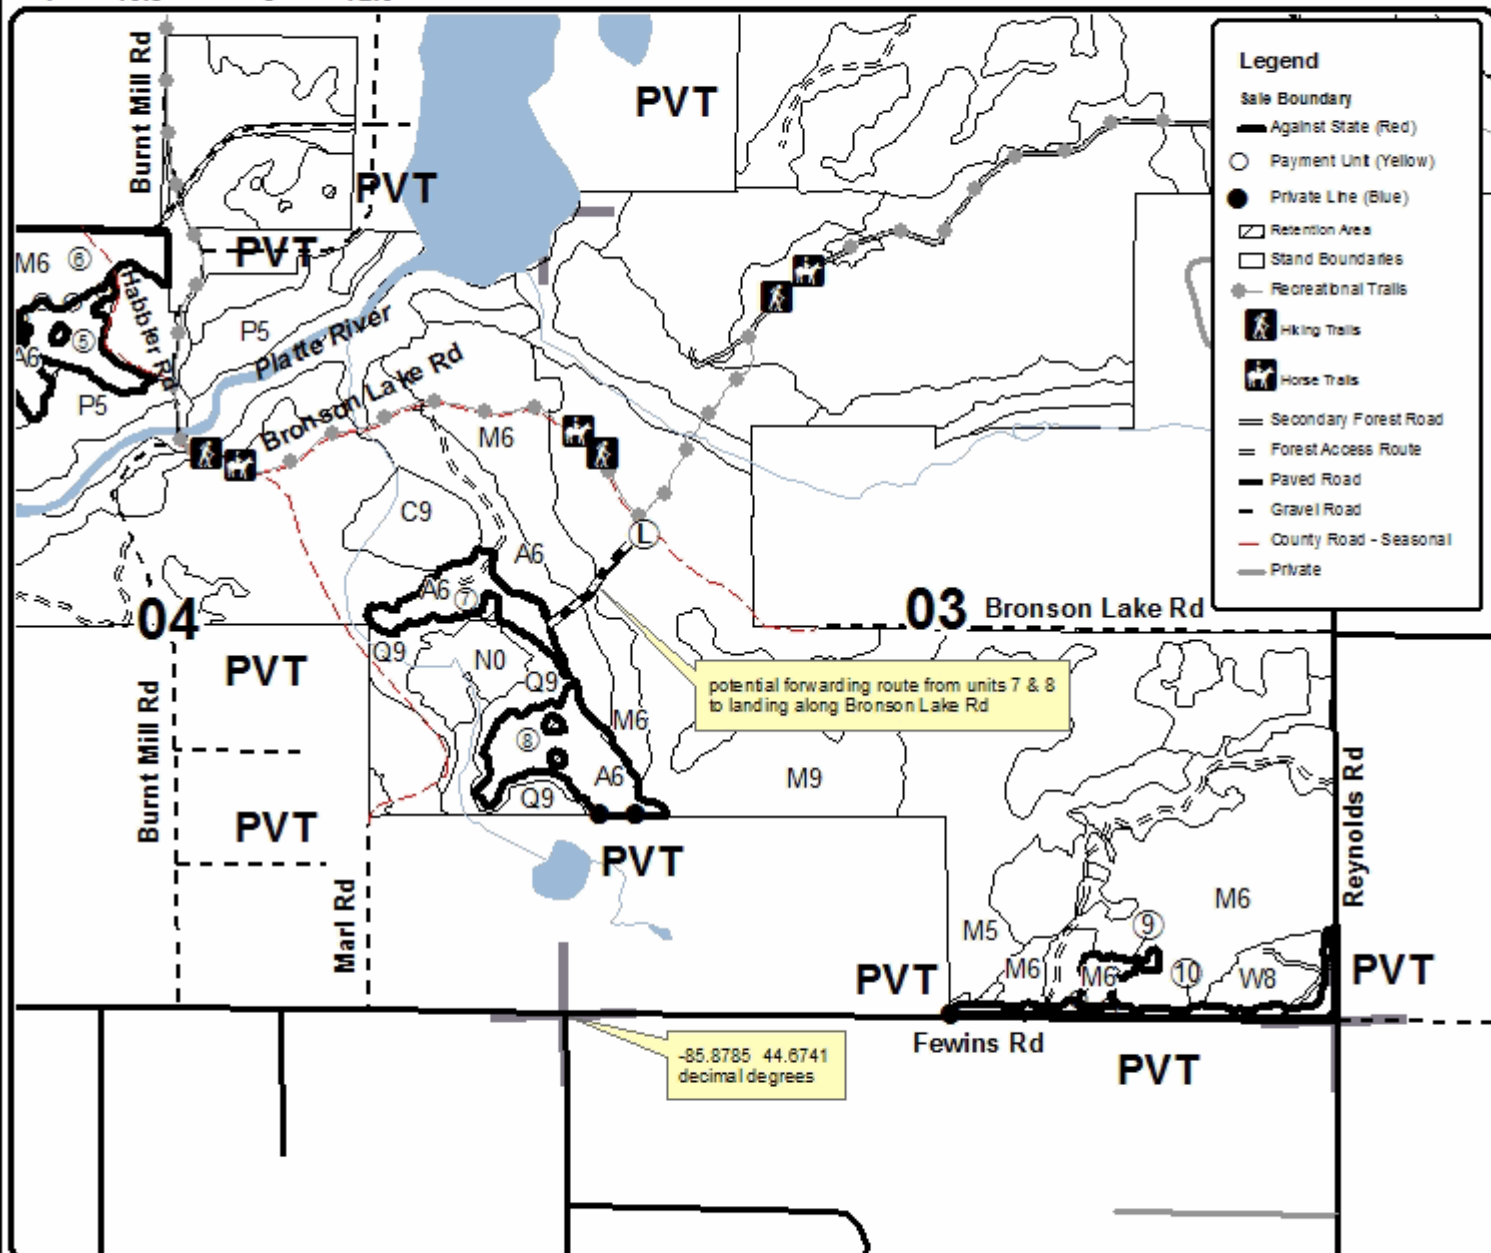 Burnt Mill Rd
PVT
PVT
PVT
M6
6
Habbler Rd
5
A6
P5
P5
Platte River
Bronson Lake Rd
M6
C9
L
A6
A6
7
04
03
Bronson Lake Rd
Q9
N0
Q9
PVT
potential forwarding route from units 7 & 8
to landing along Bronson Lake Rd
M6
8
A6
M9
Q9
Burnt Mill Rd
PVT
PVT
Marl Rd
Reynolds Rd
M6
M5
9
M6
M6
10
W8
PVT
PVT
Fewins Rd
-85.8785 44.6741
decimal degrees
PVT
Legend
Sale Boundary
Against State (Red)
Payment Unit (Yellow)
Private Line (Blue)
Retention Area
Stand Boundaries
Recreational Trails
Hiking Trails
Horse Trails
Secondary Forest Road
Forest Access Route
Paved Road
Gravel Road
County Road - Seasonal
Private